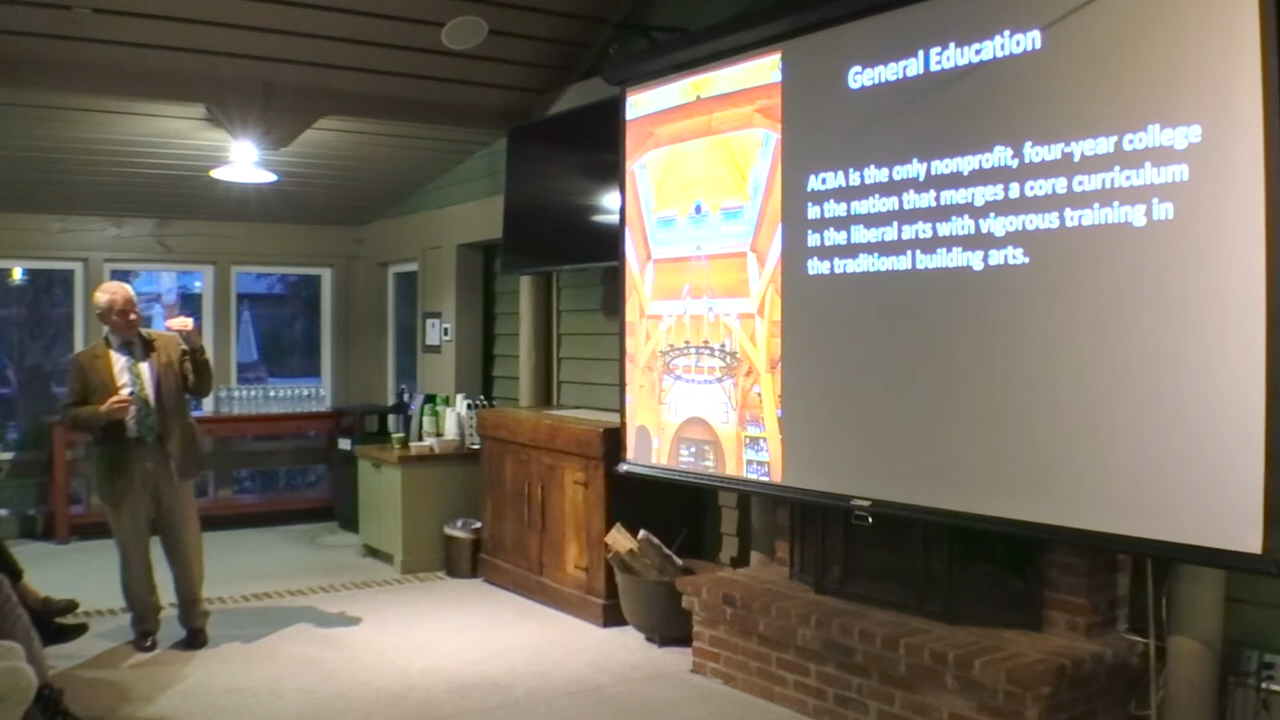 General Education
ACBA is the only nonprofit, four-year college
in the nation that merges a core curriculum
in the liberal arts with vigorous training in
the traditional building arts.